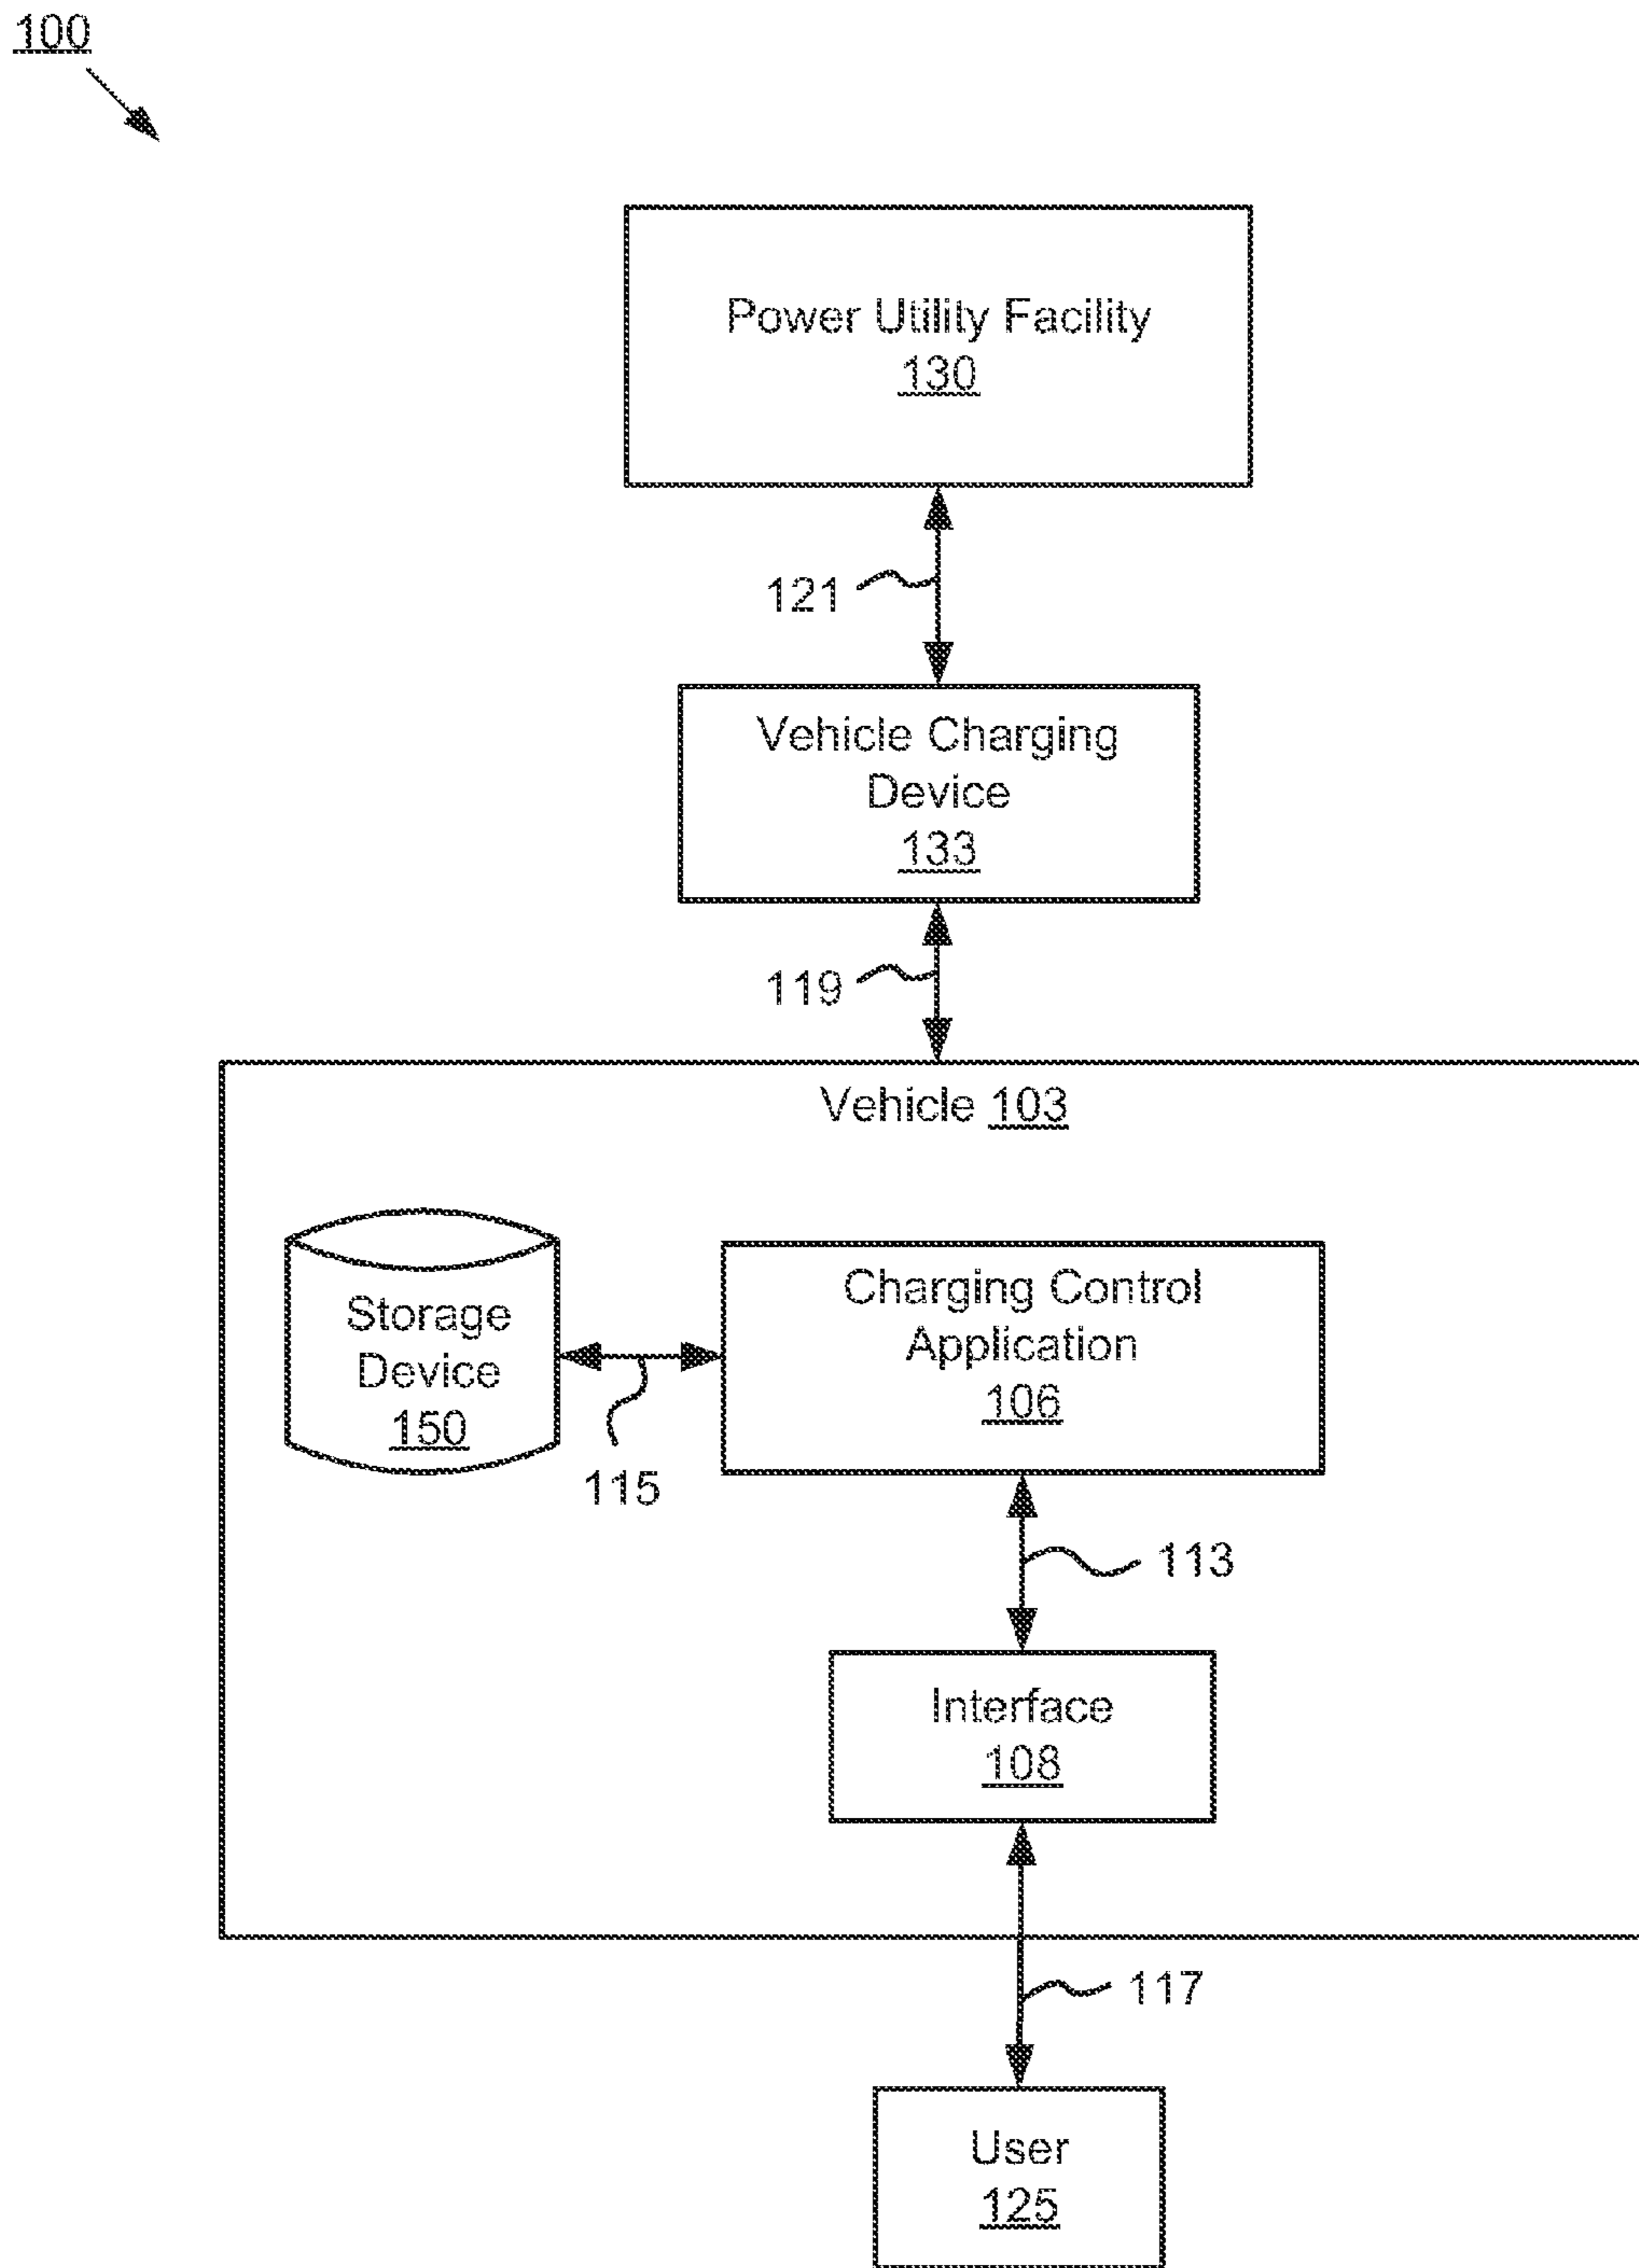 100
Power Utility Facility
130
121
Vehicle Charging
Device
133
119
Vehicle 103
Storage
Device
150
Charging Control
Application
106
115
113
Interface
108
117
User
125